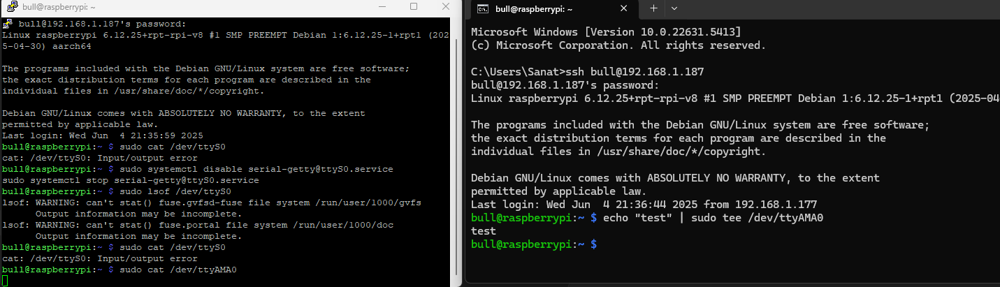 bull@raspberrypi: ~
bull@192.168.1.187's password:
Linux raspberrypi 6.12.25+rpt-rpi-v8 #1 SMP PREEMPT Debian 1:6.12.25-1+rpt1 (202
5-04-30) aarch64
The programs included with the Debian GNU/Linux system are free software;
the exact distribution terms for each program are described in the
individual files in /usr/share/doc/*/copyright.
Debian GNU/Linux comes with ABSOLUTELY NO WARRANTY, to the extent
permitted by applicable law.
Last login: Wed Jun  4 21:35:59 2025
bull@raspberrypi:~ $ sudo cat /dev/ttyS0
cat: /dev/ttyS0: Input/output error
bull@raspberrypi:~ $ sudo systemctl disable serial-getty@ttyS0.service
sudo systemctl stop serial-getty@ttyS0.service
bull@raspberrypi:~ $ sudo lsof /dev/ttyS0
lsof: WARNING: can't stat() fuse.gvfsd-fuse file system /run/user/1000/gvfs
      Output information may be incomplete.
lsof: WARNING: can't stat() fuse.portal file system /run/user/1000/doc
      Output information may be incomplete.
bull@raspberrypi:~ $ sudo cat /dev/ttyS0
cat: /dev/ttyS0: Input/output error
bull@raspberrypi:~ $ sudo cat /dev/ttyAMA0
bull@raspberrypi: ~
Microsoft Windows [Version 10.0.22631.5413]
(c) Microsoft Corporation. All rights reserved.
C:\Users\Sanat>ssh bull@192.168.1.187
bull@192.168.1.187's password:
Linux raspberrypi 6.12.25+rpt-rpi-v8 #1 SMP PREEMPT Debian 1:6.12.25-1+rpt1 (2025-04
The programs included with the Debian GNU/Linux system are free software;
the exact distribution terms for each program are described in the
individual files in /usr/share/doc/*/copyright.
Debian GNU/Linux comes with ABSOLUTELY NO WARRANTY, to the extent
permitted by applicable law.
Last login: Wed Jun  4 21:36:44 2025 from 192.168.1.177
bull@raspberrypi:~ $ echo "test" | sudo tee /dev/ttyAMA0
test
bull@raspberrypi:~ $